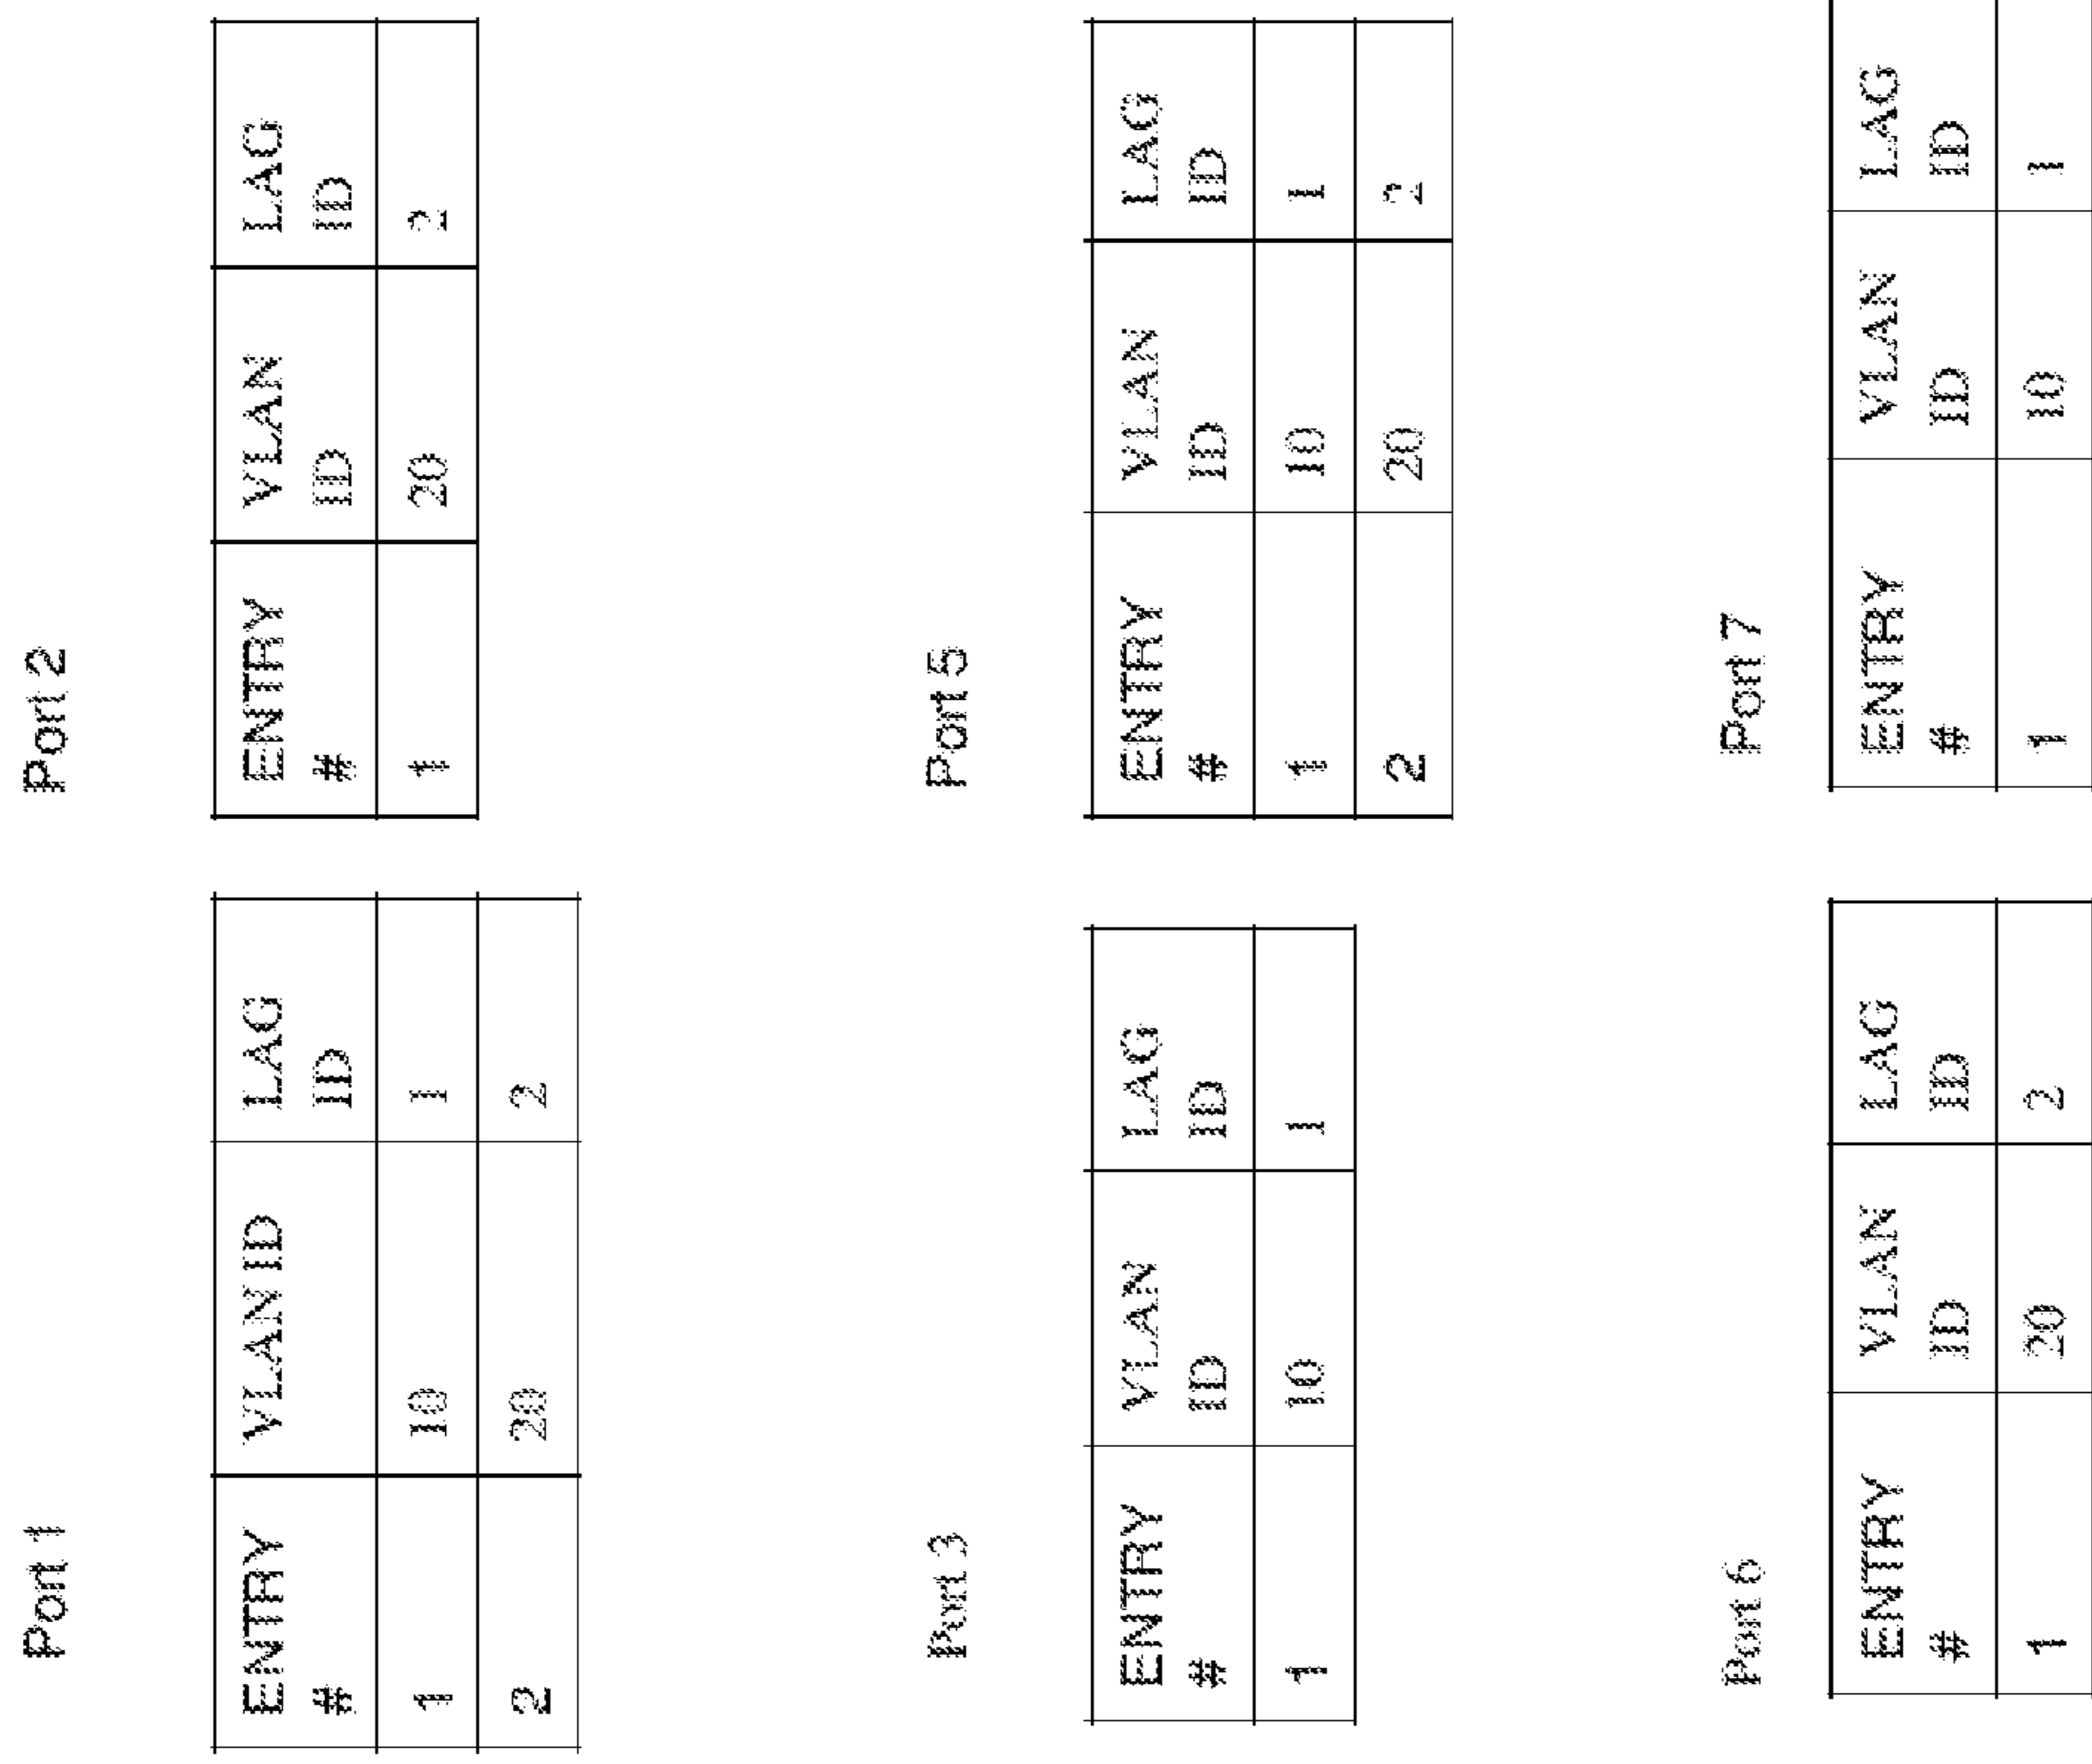 Port 1
ENTRY # VLAN ID LAG ID
1 10 1
2 20 2
Port 2
ENTRY # VLAN ID LAG ID
1 20 2
Port 3
ENTRY # VLAN ID LAG ID
1 10 1
Port 5
ENTRY # VLAN ID LAG ID
1 10 1
2 20 2
Port 6
ENTRY # VLAN ID LAG ID
1 20 2
Port 7
ENTRY # VLAN ID LAG ID
1 10 1